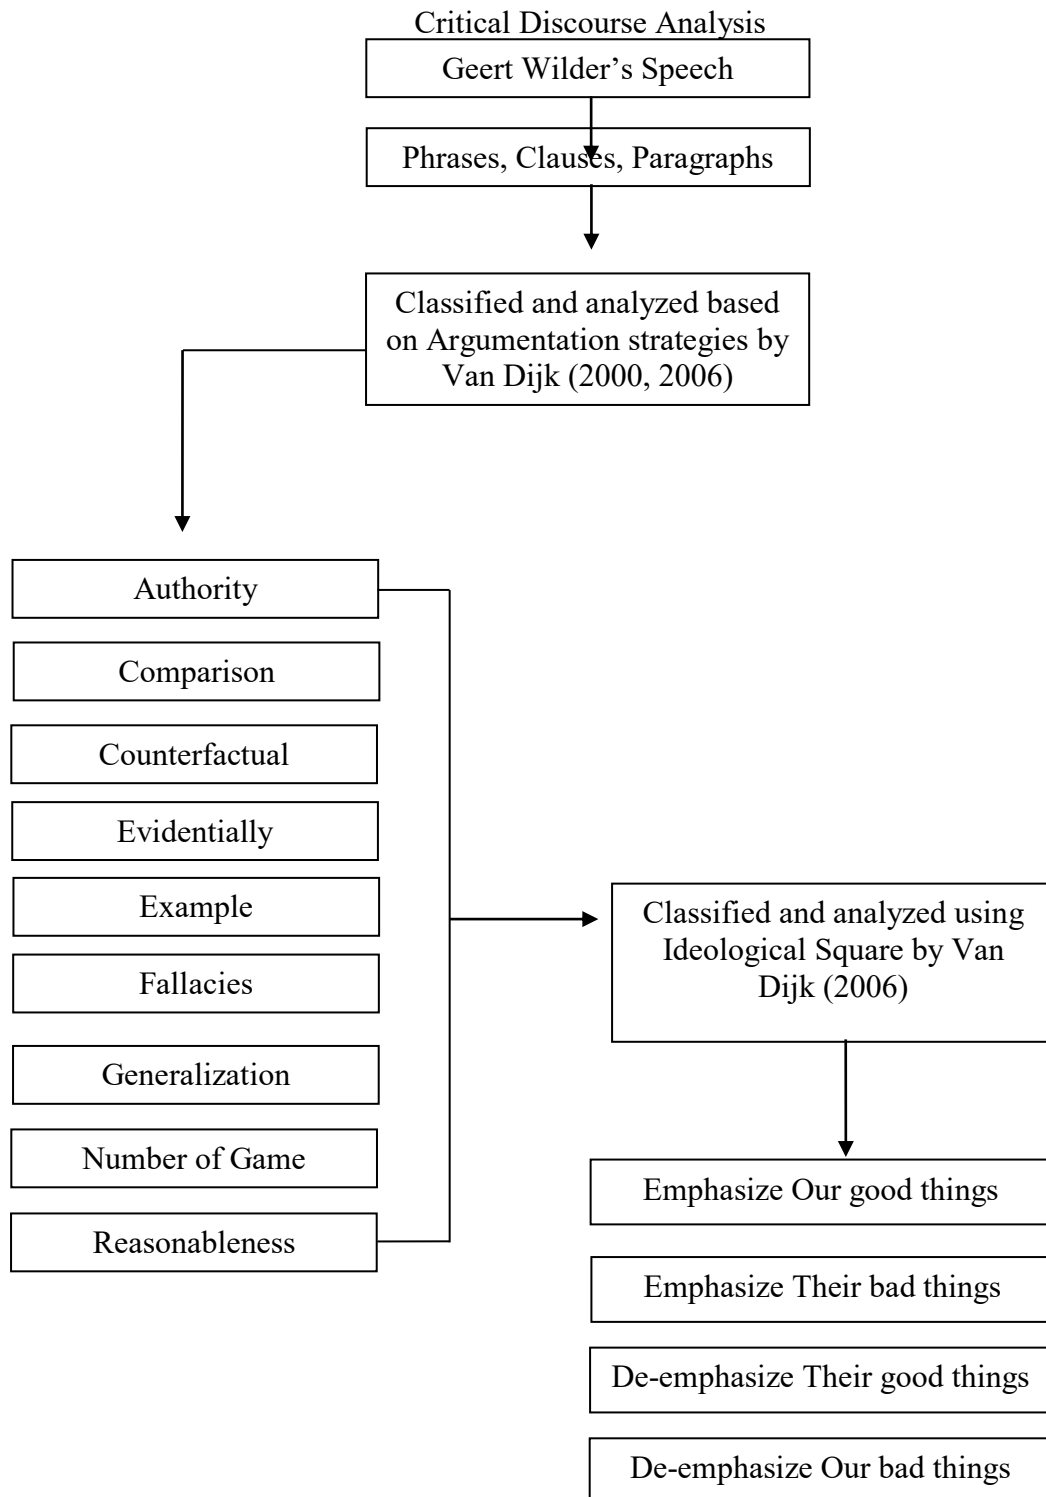 Critical Discourse Analysis
Geert Wilder’s Speech
Phrases, Clauses, Paragraphs
Classified and analyzed based
on Argumentation strategies by
Van Dijk (2000, 2006)
Authority
Comparison
Counterfactual
Evidentially
Example
Fallacies
Generalization
Number of Game
Reasonableness
Classified and analyzed using
Ideological Square by Van
Dijk (2006)
Emphasize Our good things
Emphasize Their bad things
De-emphasize Their good things
De-emphasize Our bad things